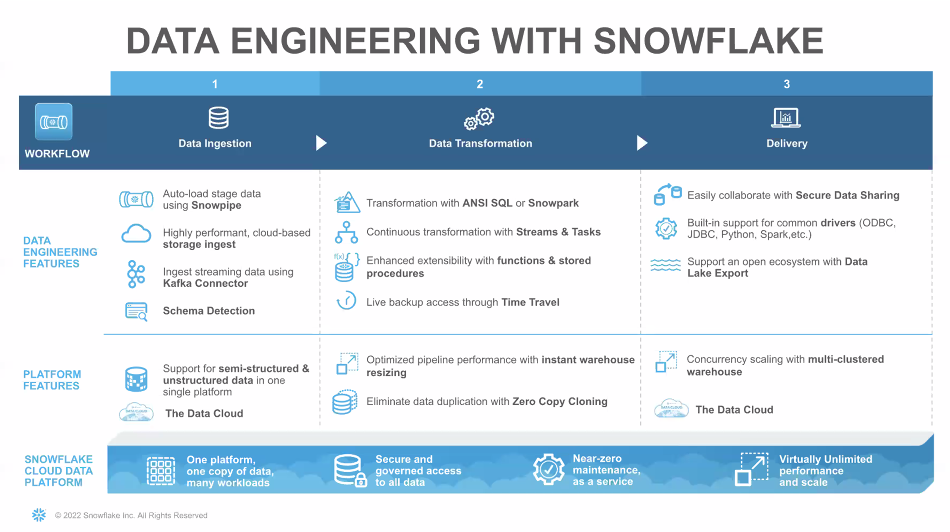 DATA ENGINEERING WITH SNOWFLAKE
1
2
3
WORKFLOW
Data Ingestion
Data Transformation
Delivery
DATA
ENGINEERING
FEATURES
Auto-load stage data
using Snowpipe
Highly performant, cloud-based
storage ingest
Ingest streaming data using
Kafka Connector
Schema Detection
Transformation with ANSI SQL or Snowpark
Continuous transformation with Streams & Tasks
f(x) { }
Enhanced extensibility with functions & stored
procedures
Live backup access through Time Travel
Easily collaborate with Secure Data Sharing
Built-in support for common drivers (ODBC,
JDBC, Python, Spark,etc.)
Support an open ecosystem with Data
Lake Export
PLATFORM
FEATURES
Support for semi-structured &
unstructured data in one
single platform
DATA CLOUD
The Data Cloud
Optimized pipeline performance with instant warehouse
resizing
Eliminate data duplication with Zero Copy Cloning
Concurrency scaling with multi-clustered
warehouse
DATA CLOUD
The Data Cloud
SNOWFLAKE
CLOUD DATA
PLATFORM
One platform,
one copy of data,
many workloads
Secure and
governed access
to all data
Near-zero
maintenance,
as a service
Virtually Unlimited
performance
and scale
© 2022 Snowflake Inc. All Rights Reserved